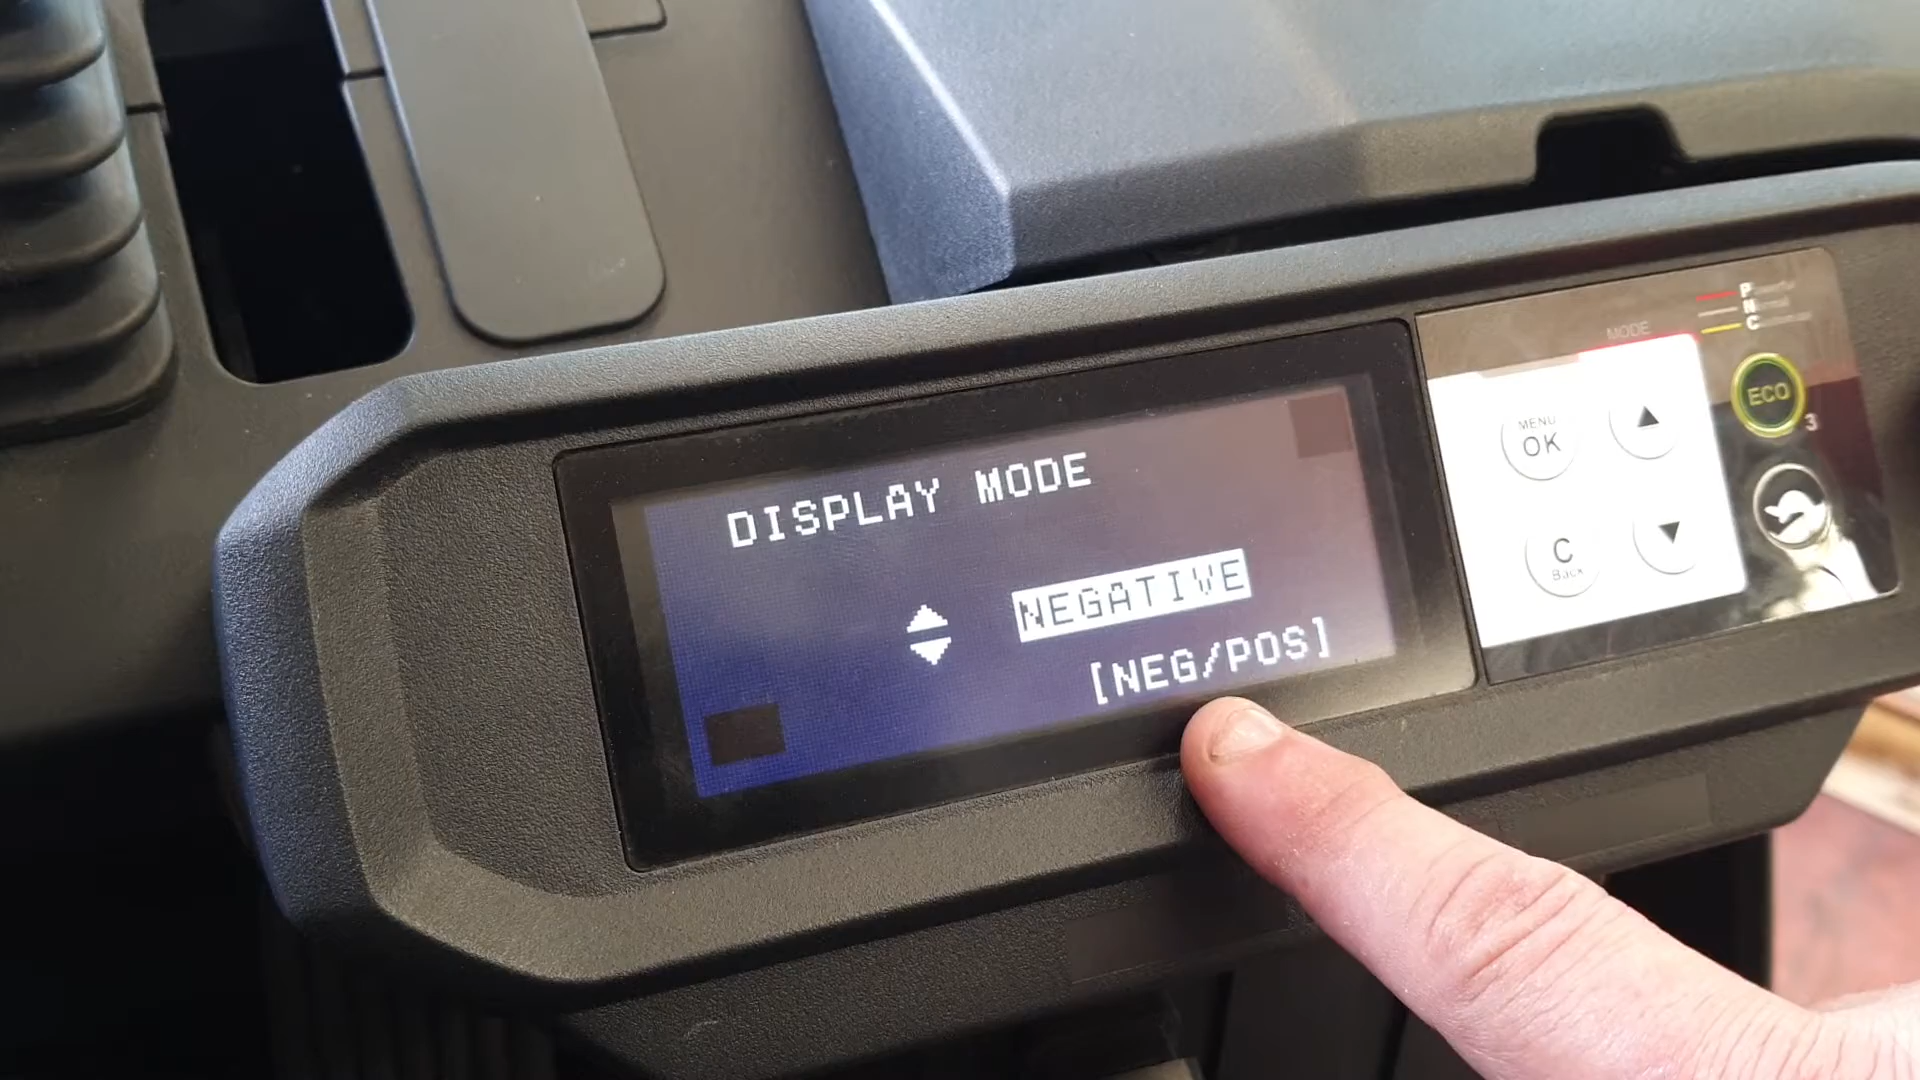 DISPLAY MODE
NEGATIVE
[NEG/POS]
MODE
P
N
C
MENU
OK
ECO
3
C
Back